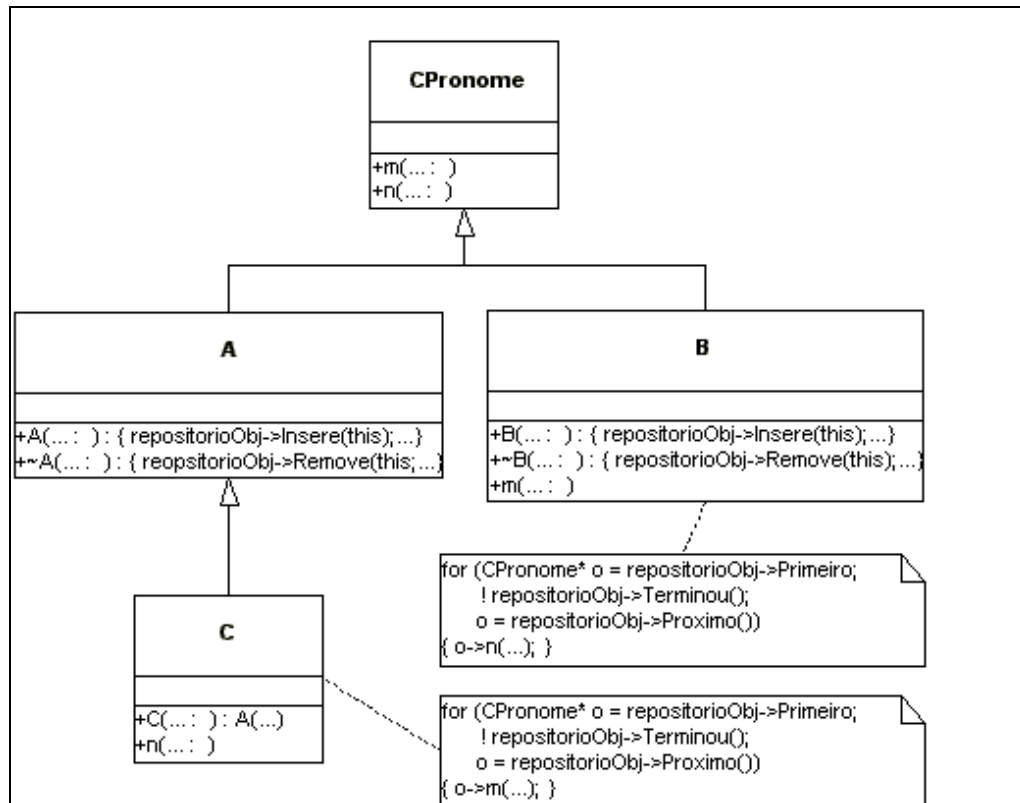 CPronome
+m(... : )
+n(... : )
A
+A(... : ) : { repositorioObj->Insere(this); ...}
+~A(... : ) : { reopsitorioObj->Remove(this; ...}
B
+B(... : ) : { repositorioObj->Insere(this); ...}
+~B(... : ) : { repositorioObj->Remove(this); ...}
+m(... : )
for (CPronome* o = repositorioObj->Primeiro;
! repositorioObj->Terminou();
o = repositorioObj->Proximo())
{ o->n(...); }
C
+C(... : ) : A(...)
+n(... : )
for (CPronome* o = repositorioObj->Primeiro;
! repositorioObj->Terminou();
o = repositorioObj->Proximo())
{ o->m(...); }